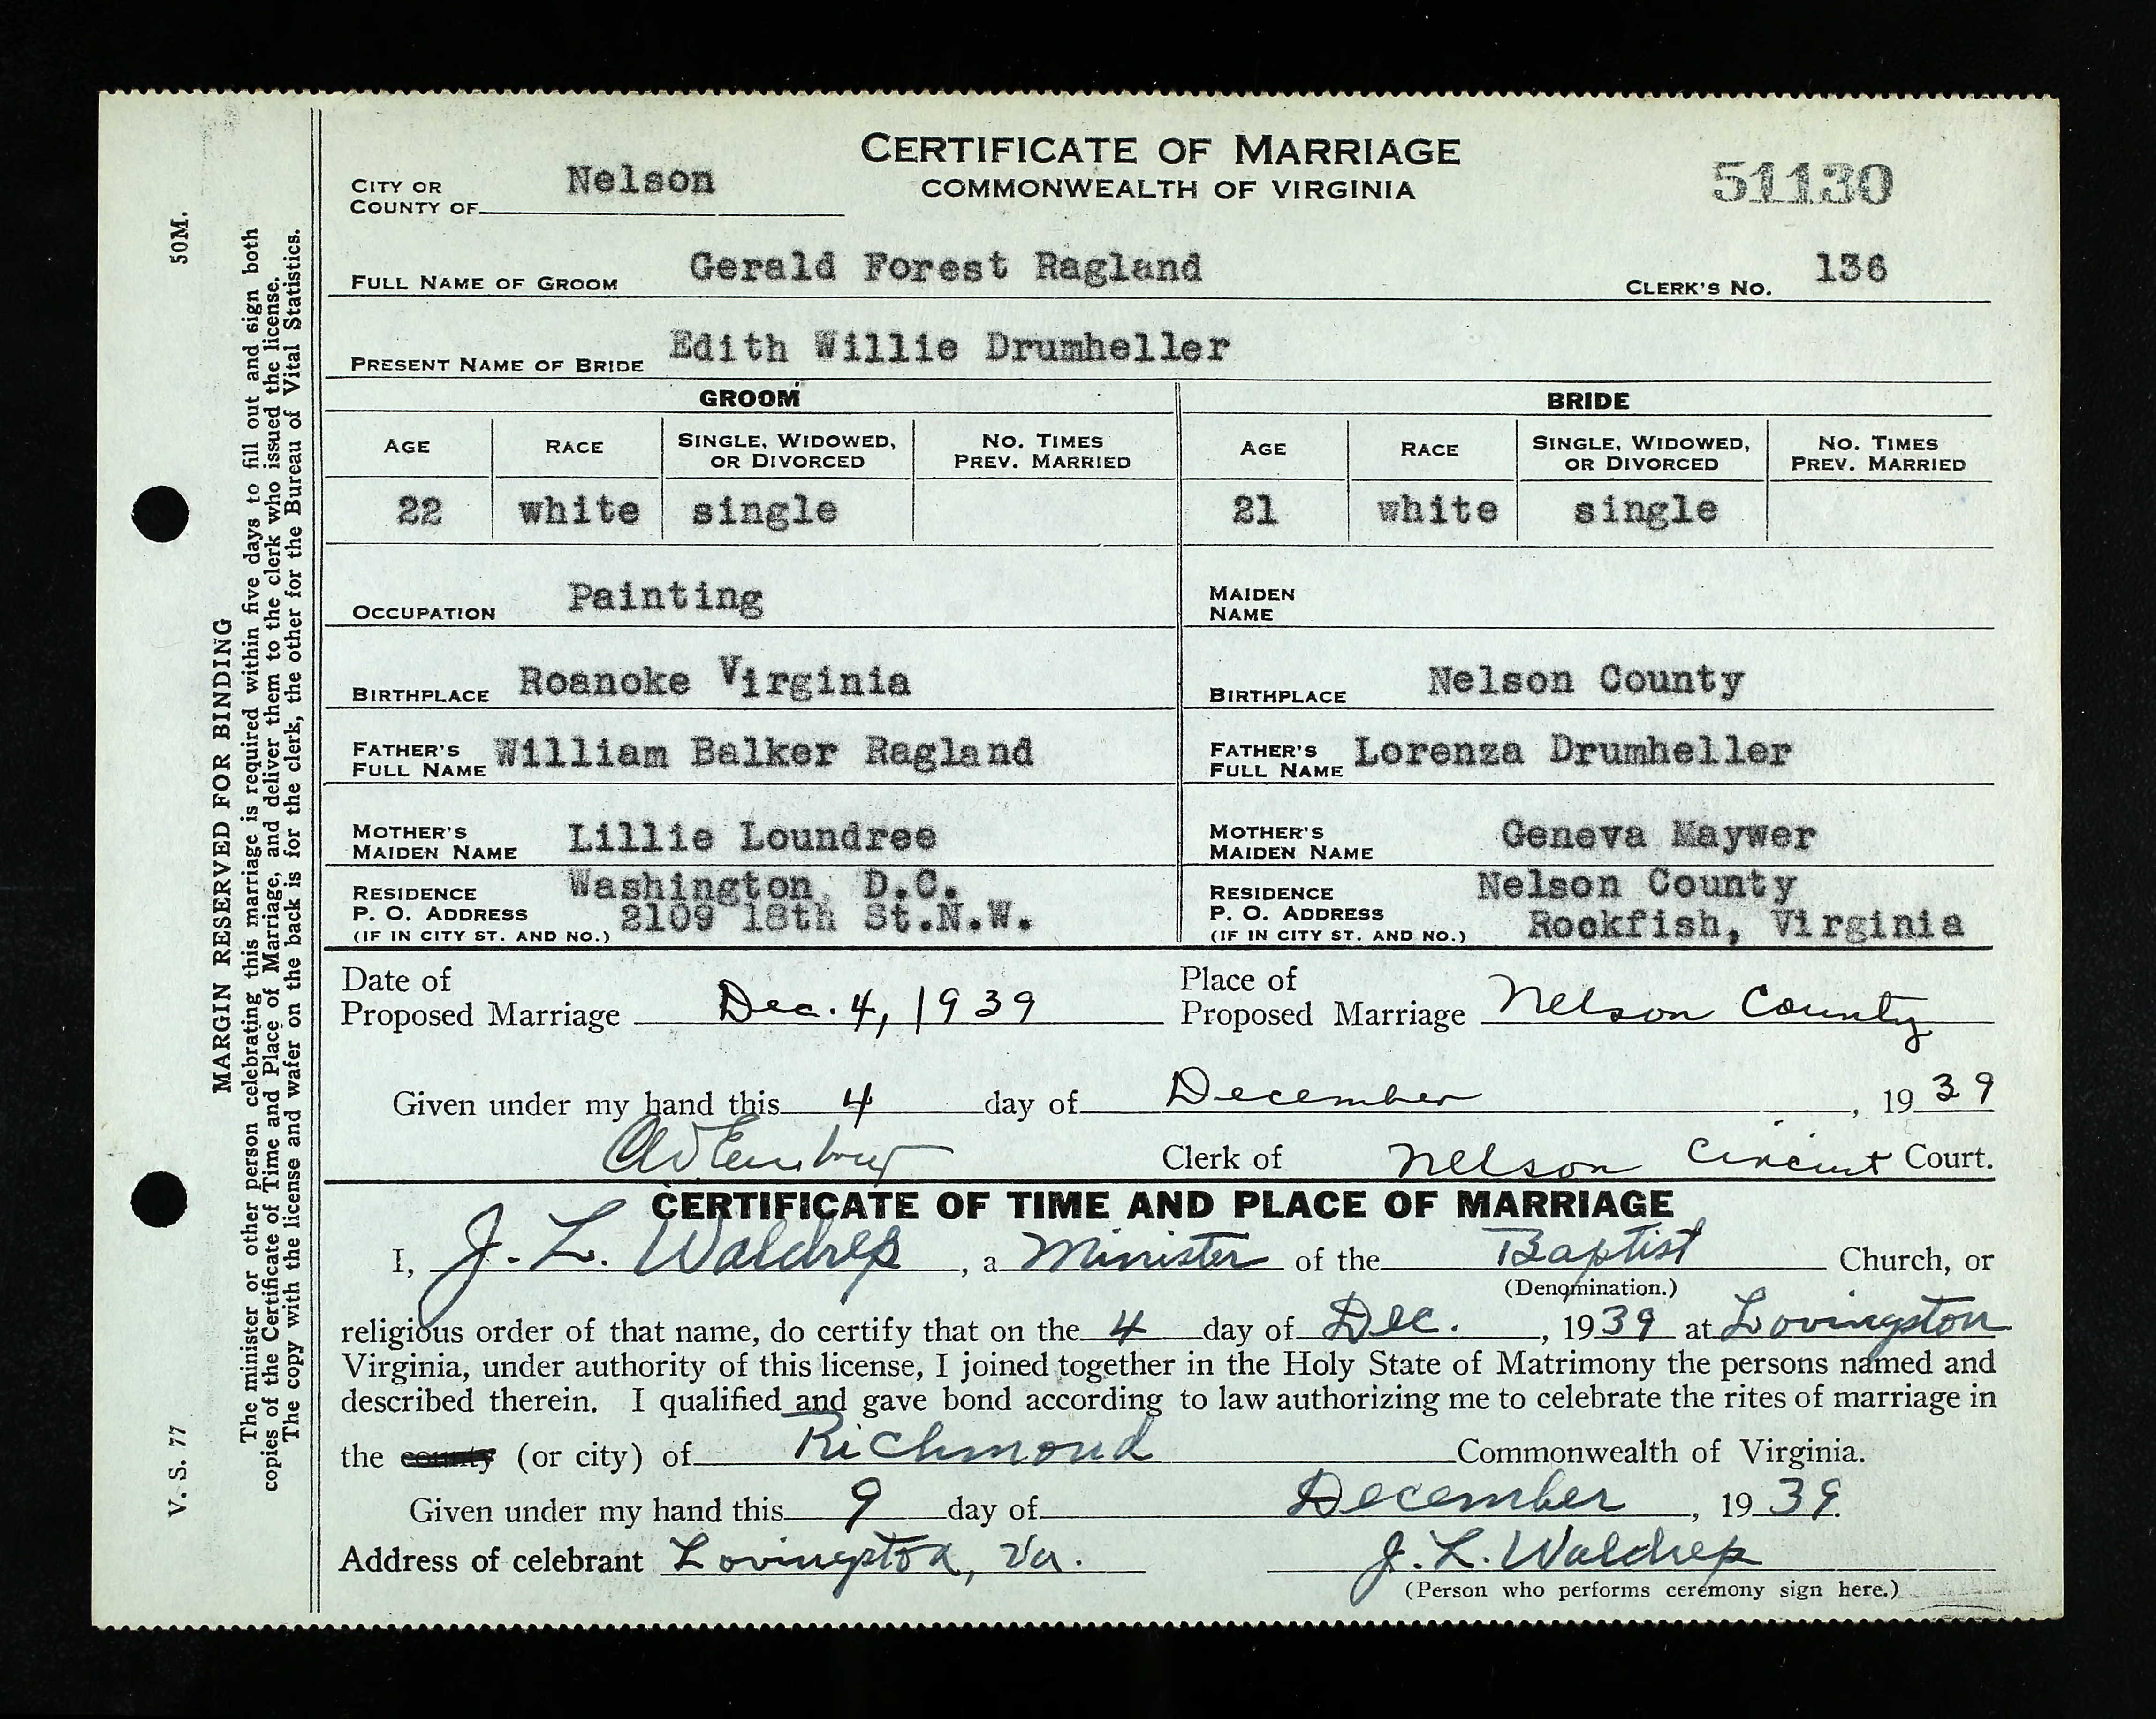 CERTIFICATE OF MARRIAGE
COMMONWEALTH OF VIRGINIA
51130
CITY OR COUNTY OF Nelson
FULL NAME OF GROOM Gerald Forest Ragland CLERK'S NO. 136
PRESENT NAME OF BRIDE Edith Willie Drumheller
GROOM BRIDE
AGE RACE SINGLE, WIDOWED, OR DIVORCED NO. TIMES PREV. MARRIED AGE RACE SINGLE, WIDOWED, OR DIVORCED NO. TIMES PREV. MARRIED
22 white single 21 white single
OCCUPATION Painting MAIDEN NAME
BIRTHPLACE Roanoke Virginia BIRTHPLACE Nelson County
FATHER'S FULL NAME William Balker Ragland FATHER'S FULL NAME Lorenza Drumheller
MOTHER'S MAIDEN NAME Lillie Loundree MOTHER'S MAIDEN NAME Geneva Maywer
RESIDENCE Washington, D.C. RESIDENCE Nelson County
P. O. ADDRESS 2109 18th St.N.W. P. O. ADDRESS Rockfish, Virginia
(IF IN CITY ST. AND NO.) (IF IN CITY ST. AND NO.)
Date of Proposed Marriage Dec. 4, 1939 Place of Proposed Marriage Nelson County
Given under my hand this 4 day of December, 1939
Clerk of Nelson Circuit Court.
CERTIFICATE OF TIME AND PLACE OF MARRIAGE
I, J. L. Waldrep, a Minister of the Baptist Church, or
(Denomination.)
religious order of that name, do certify that on the 4 day of Dec., 1939 at Lovingston
Virginia, under authority of this license, I joined together in the Holy State of Matrimony the persons named and
described therein. I qualified and gave bond according to law authorizing me to celebrate the rites of marriage in
the county (or city) of Richmond Commonwealth of Virginia.
Given under my hand this 9 day of December, 1939.
Address of celebrant Lovingston, Va. J. L. Waldrep
(Person who performs ceremony sign here.)
V. S. 77 50M.
MARGIN RESERVED FOR BINDING
The minister or other person celebrating this marriage is required within five days to fill out and sign both
copies of the Certificate of Time and Place of Marriage, and deliver them to the clerk who issued the license.
The copy with the license and wafer on the back is for the clerk, the other for the Bureau of Vital Statistics.